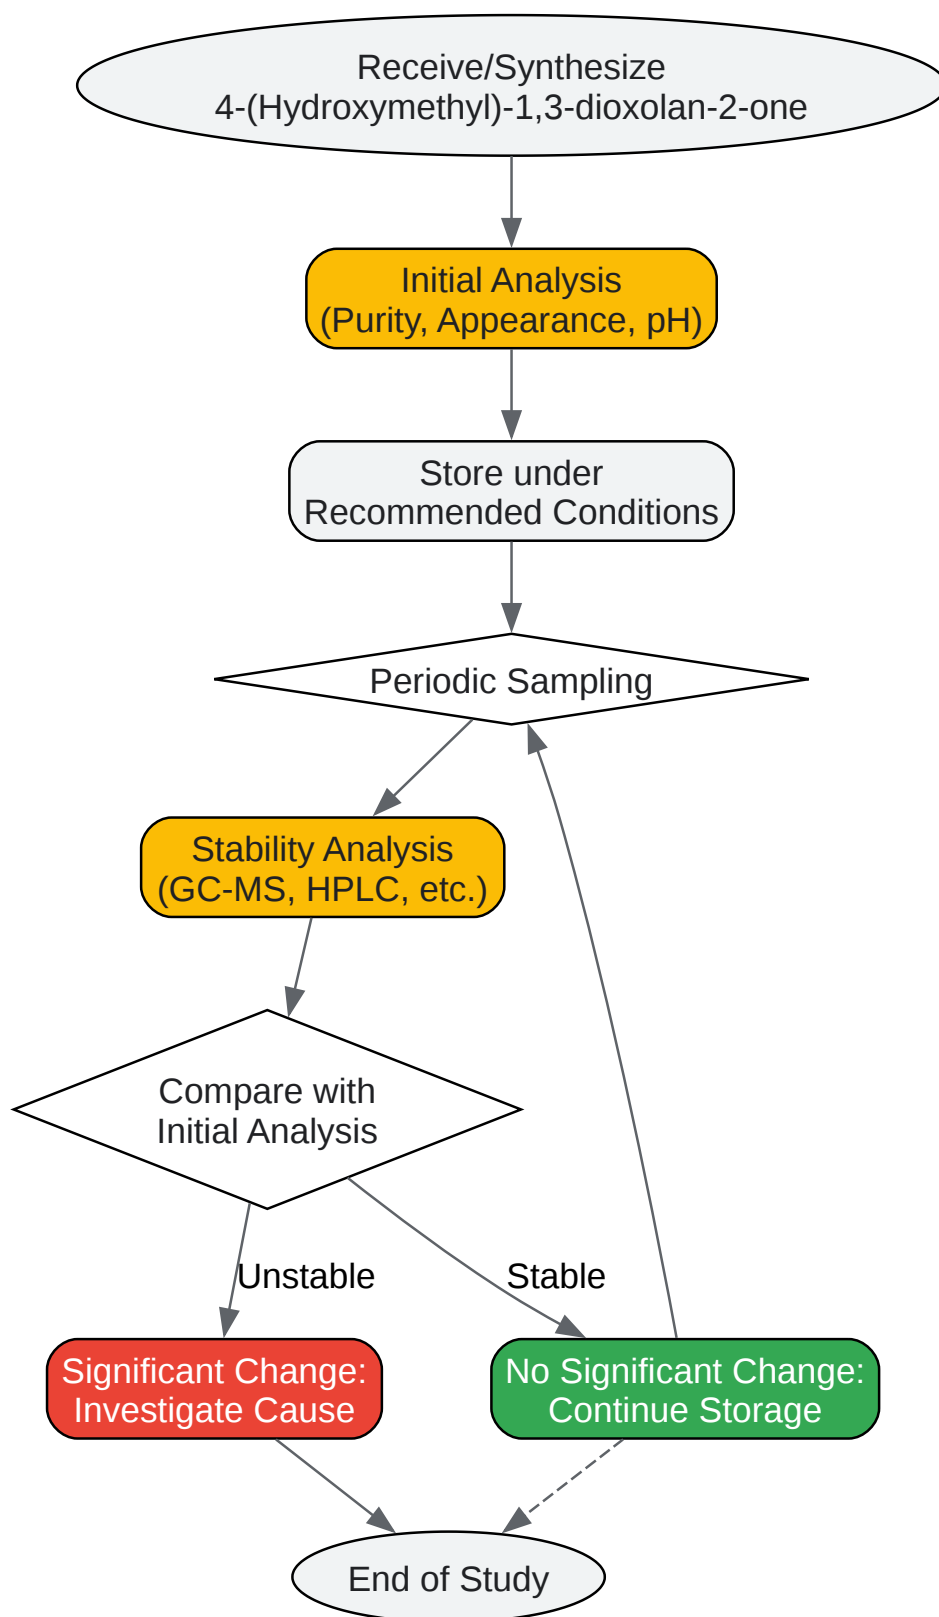 Receive/Synthesize
4-(Hydroxymethyl)-1,3-dioxolan-2-one
Initial Analysis
(Purity, Appearance, pH)
Store under
Recommended Conditions
Periodic Sampling
Stability Analysis
(GC-MS, HPLC, etc.)
Compare with
Initial Analysis
Unstable
Stable
Significant Change:
Investigate Cause
No Significant Change:
Continue Storage
End of Study